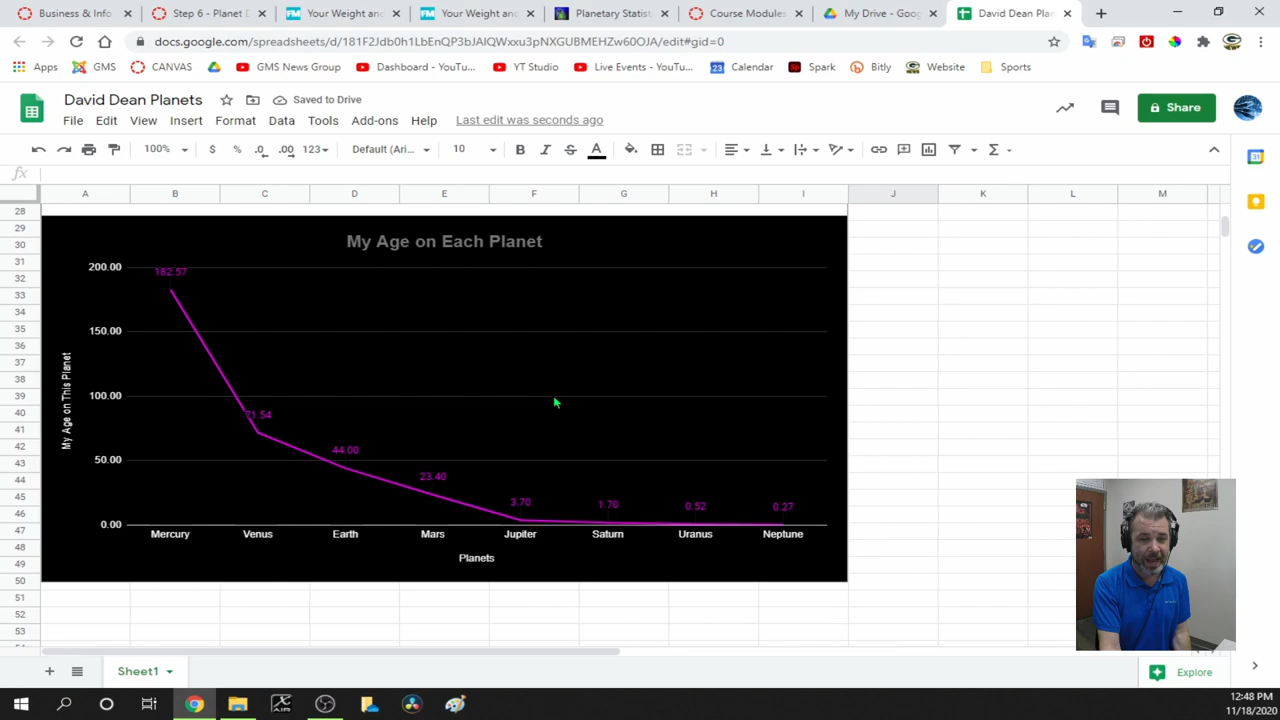 Business & Info
Step 6 - Planet D
Your Weight and
Your Weight and
Planetary Statist
Course Modules
My Drive - Goog
David Dean Plan
docs.google.com/spreadsheets/d/181F2Jdb0h1LbEnQP3bJAIQWxxu3pNXGUBMEHZw60OJA/edit#gid=0
Apps
GMS
CANVAS
GMS News Group
Dashboard - YouTu...
YT Studio
Live Events - YouTu...
Calendar
Spark
Bitly
Website
Sports
David Dean Planets
Saved to Drive
File Edit View Insert Format Data Tools Add-ons Help Last edit was seconds ago
Share
100% $ % .0 .00 123 Default (Ari... 10 B I S A
fx
A B C D E F G H I J K L M
28
29
30
31
32
33
34
35
36
37
38
39
40
41
42
43
44
45
46
47
48
49
50
51
52
53
My Age on Each Planet
My Age on This Planet
200.00
150.00
100.00
50.00
0.00
182.57
71.54
44.00
23.40
3.70
1.70
0.52
0.27
Mercury Venus Earth Mars Jupiter Saturn Uranus Neptune
Planets
Sheet1
Explore
12:48 PM
11/18/2020